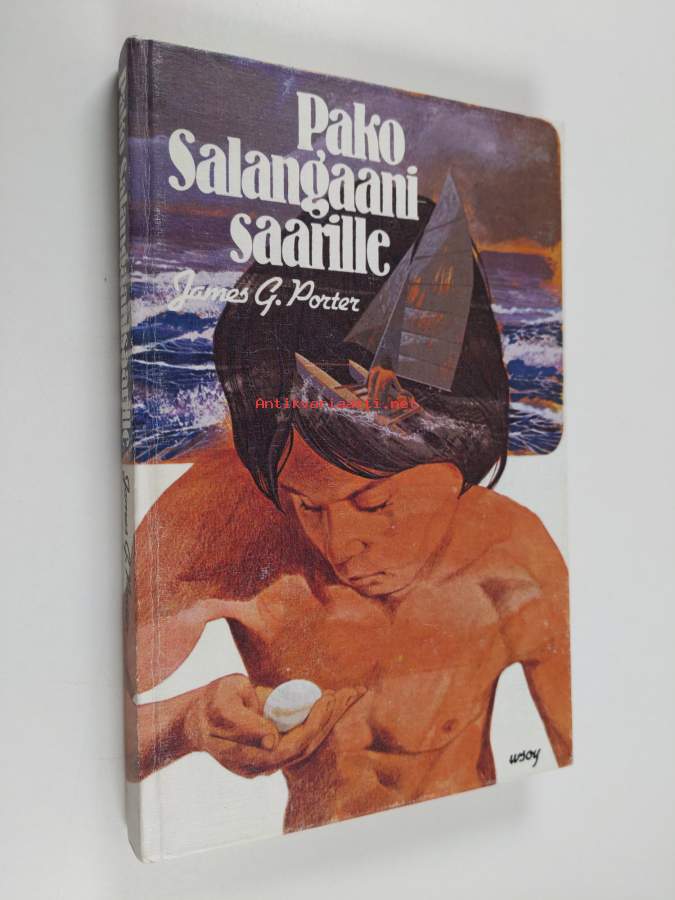 Pako
Salangaani
saarille
James G. Porter
Antikvariaatti.net
wsoy